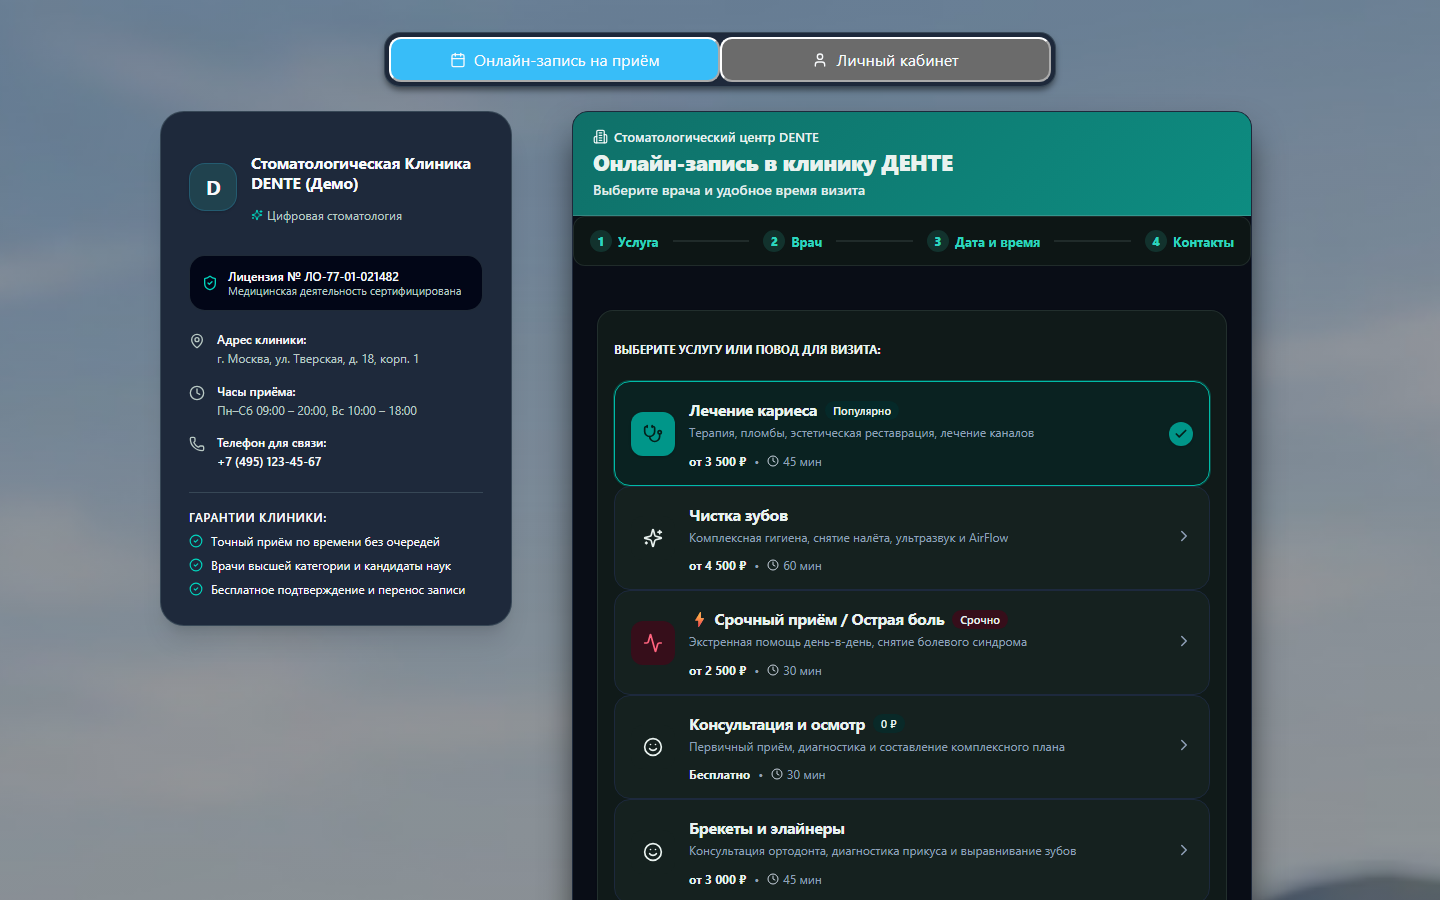 Онлайн-запись на приём
Личный кабинет
Стоматологическая Клиника
DENTE (Демо)
D
Цифровая стоматология
Лицензия № ЛО-77-01-021482
Медицинская деятельность сертифицирована
Адрес клиники:
г. Москва, ул. Тверская, д. 18, корп. 1
Часы приёма:
Пн–Сб 09:00 – 20:00, Вс 10:00 – 18:00
Телефон для связи:
+7 (495) 123-45-67
ГАРАНТИИ КЛИНИКИ:
Точный приём по времени без очередей
Врачи высшей категории и кандидаты наук
Бесплатное подтверждение и перенос записи
Стоматологический центр DENTE
Онлайн-запись в клинику ДЕНТЕ
Выберите врача и удобное время визита
1 Услуга 2 Врач 3 Дата и время 4 Контакты
ВЫБЕРИТЕ УСЛУГУ ИЛИ ПОВОД ДЛЯ ВИЗИТА:
Лечение кариеса Популярно
Терапия, пломбы, эстетическая реставрация, лечение каналов
от 3 500 ₽ • 45 мин
Чистка зубов
Комплексная гигиена, снятие налёта, ультразвук и AirFlow
от 4 500 ₽ • 60 мин
Срочный приём / Острая боль Срочно
Экстренная помощь день-в-день, снятие болевого синдрома
от 2 500 ₽ • 30 мин
Консультация и осмотр 0 ₽
Первичный приём, диагностика и составление комплексного плана
Бесплатно • 30 мин
Брекеты и элайнеры
Консультация ортодонта, диагностика прикуса и выравнивание зубов
от 3 000 ₽ • 45 мин